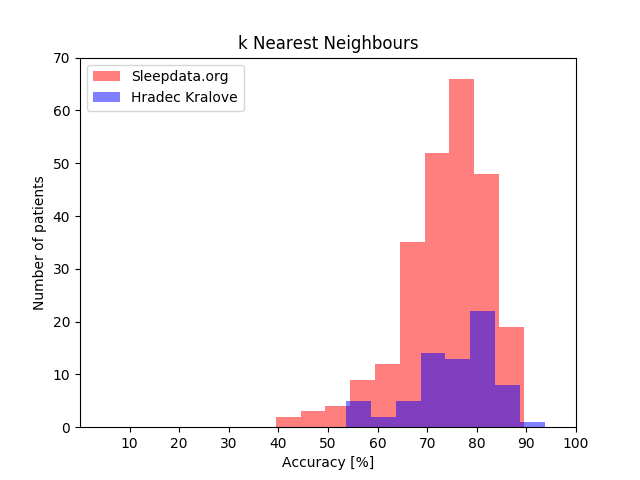 k Nearest Neighbours
Sleepdata.org
Hradec Kralove
Number of patients
70
60
50
40
30
20
10
0
10 20 30 40 50 60 70 80 90 100
Accuracy [%]